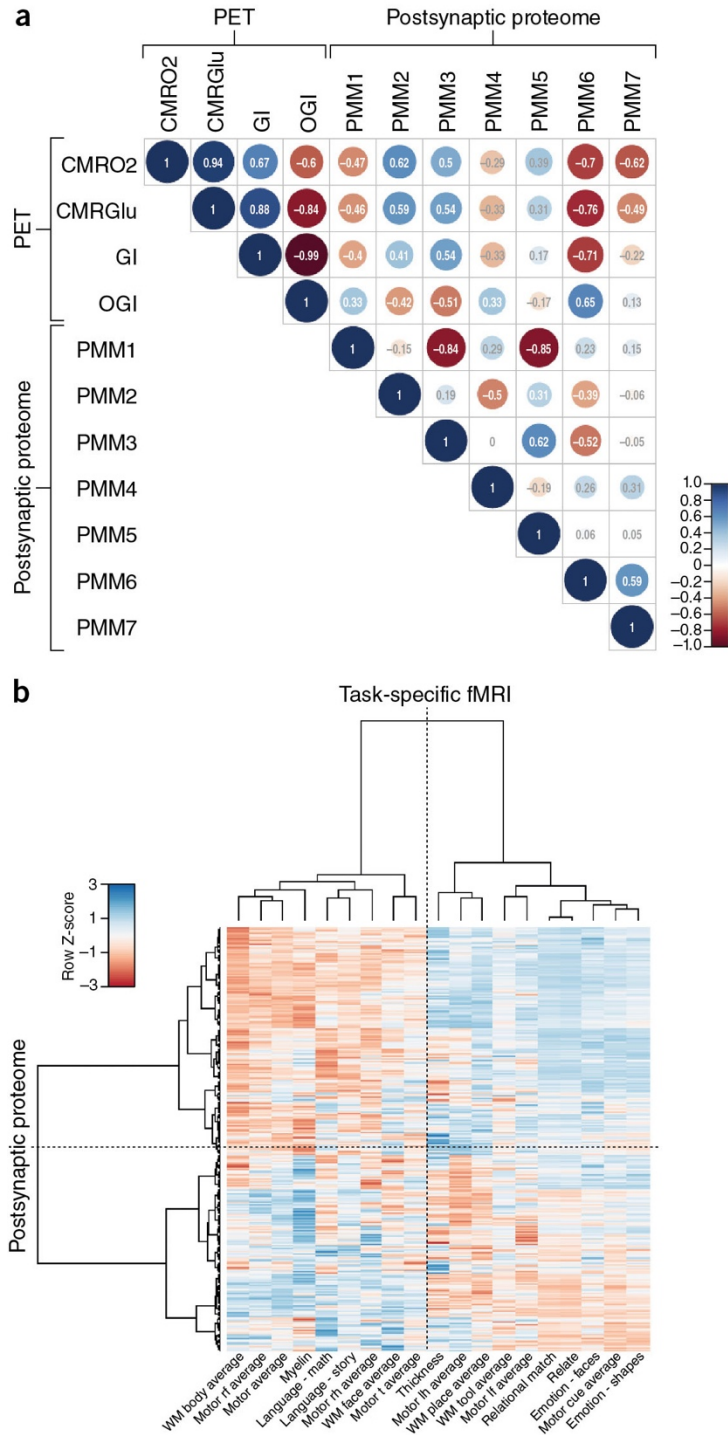 a
PET Postsynaptic proteome
CMRO2 CMRGlu GI OGI PMM1 PMM2 PMM3 PMM4 PMM5 PMM6 PMM7
PET
CMRO2 1 0.94 0.67 −0.6 −0.47 0.62 0.5 −0.29 0.39 −0.7 −0.62
CMRGlu 1 0.88 −0.84 −0.46 0.59 0.54 −0.33 0.31 −0.76 −0.49
GI 1 −0.99 −0.4 0.41 0.54 −0.33 0.17 −0.71 −0.22
OGI 1 0.33 −0.42 −0.51 0.33 −0.17 0.65 0.13
Postsynaptic proteome
PMM1 1 −0.15 −0.84 0.29 −0.85 0.23 0.15
PMM2 1 0.19 −0.5 0.31 −0.39 −0.06
PMM3 1 0 0.62 −0.52 −0.05
PMM4 1 −0.19 0.26 0.31
PMM5 1 0.06 0.05
PMM6 1 0.59
PMM7 1
1.0
0.8
0.6
0.4
0.2
0
−0.2
−0.4
−0.6
−0.8
−1.0
b
Task-specific fMRI
Row Z-score
3
1
−1
−3
Postsynaptic proteome
WM body average
Motor rf average
Motor average
Myelin
Language - math
Language - story
Motor rh average
WM face average
Motor t average
Thickness
Motor lh average
WM place average
WM tool average
Motor lf average
Relational match
Relate
Emotion - faces
Motor cue average
Emotion - shapes